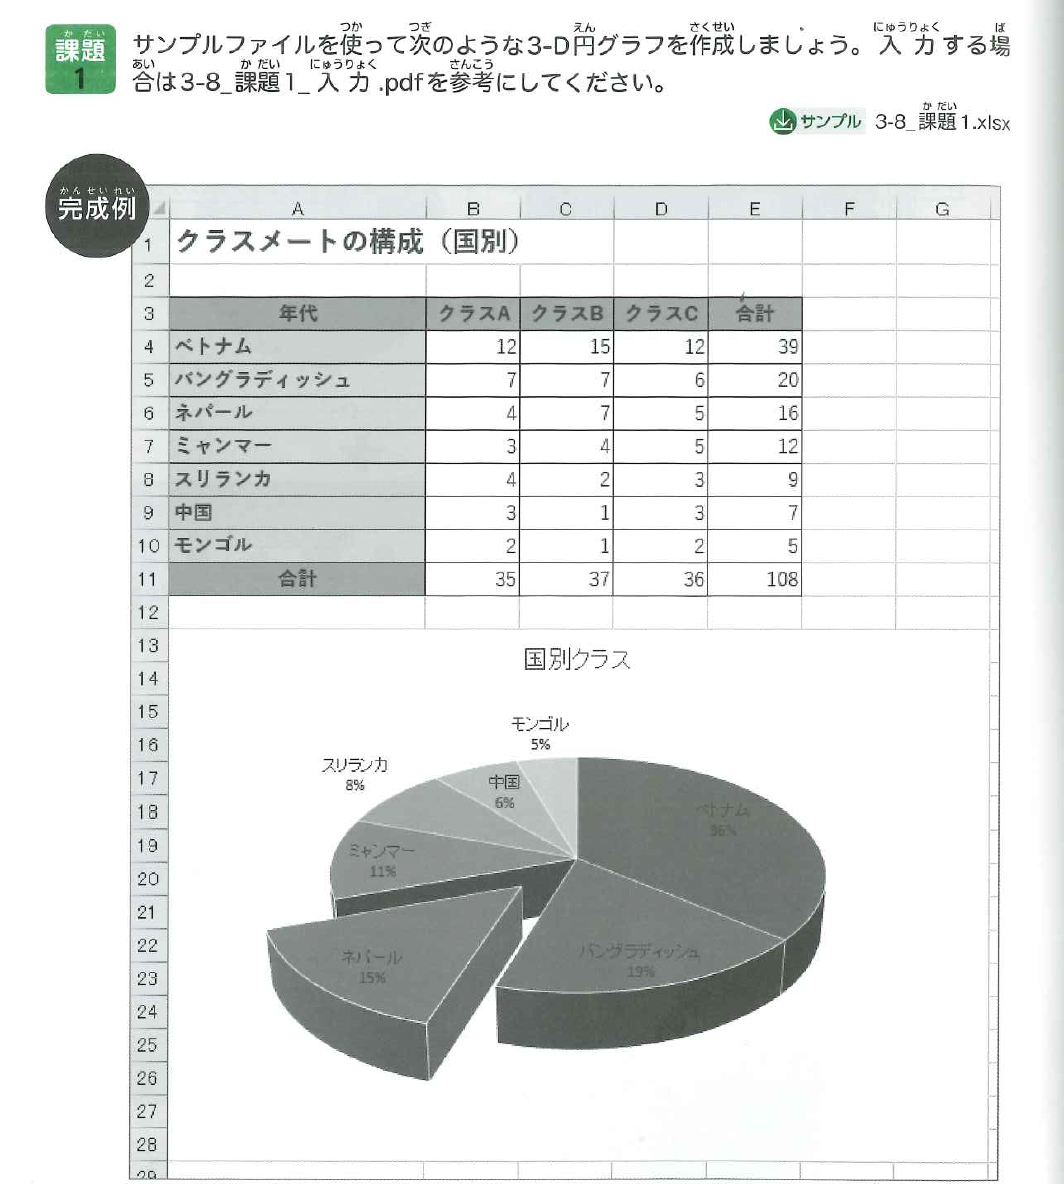 課題
1
サンプルファイルを使って次のような3-D円グラフを作成しましょう。入力する場
合は3-8_課題1_入力.pdfを参考にしてください。
サンプル 3-8_課題1.xlsx
完成例
A B C D E F G
1 クラスメートの構成（国別）
2
3 年代 クラスA クラスB クラスC 合計
4 ベトナム 12 15 12 39
5 バングラディッシュ 7 7 6 20
6 ネパール 4 7 5 16
7 ミャンマー 3 4 5 12
8 スリランカ 4 2 3 9
9 中国 3 1 3 7
10 モンゴル 2 1 2 5
11 合計 35 37 36 108
12
13
国別クラス
14
15
モンゴル
16
5%
スリランカ
17
8%
中国
6%
18
ベトナム
36%
19
ミャンマー
20
11%
21
22
バングラディッシュ
ネパール
23
19%
15%
24
25
26
27
28
29